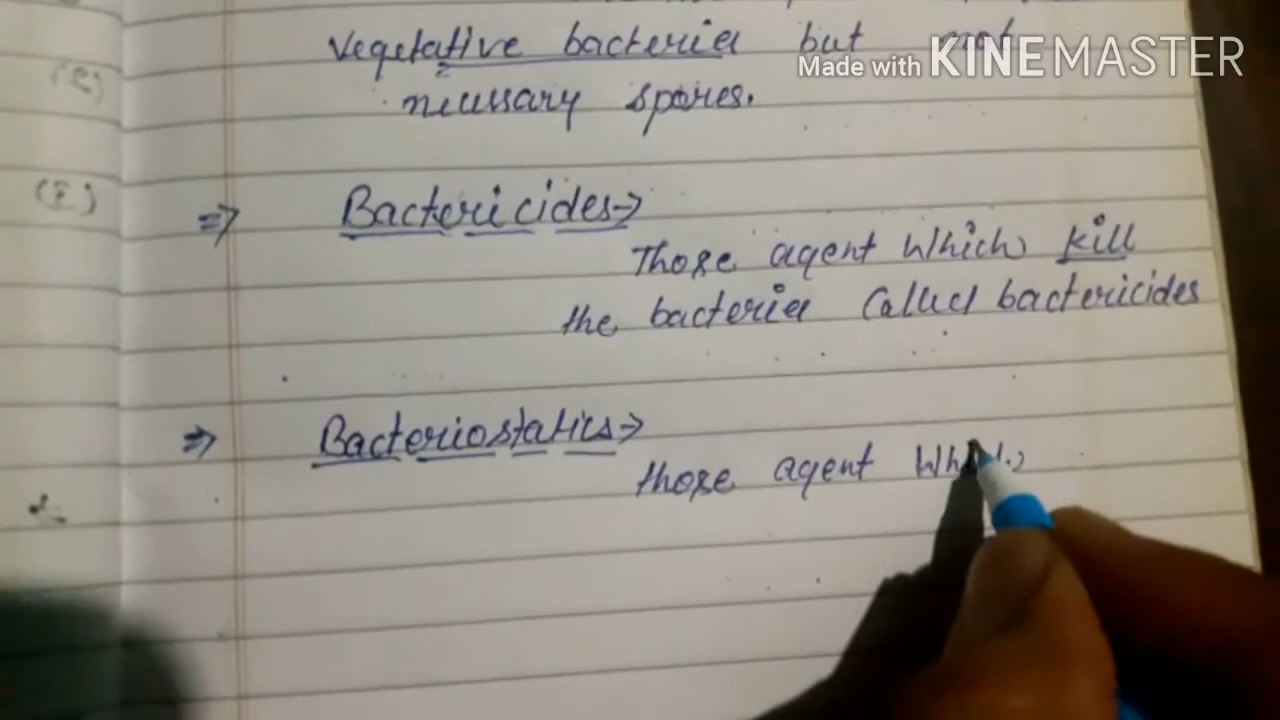 vegetative bacteria but not
Made with KINEMASTER
necessary spores.
(E)
⇒ Bactericides→
Those agent which kill
the bacteria called bactericides
⇒ Bacteriostatics→
those agent which